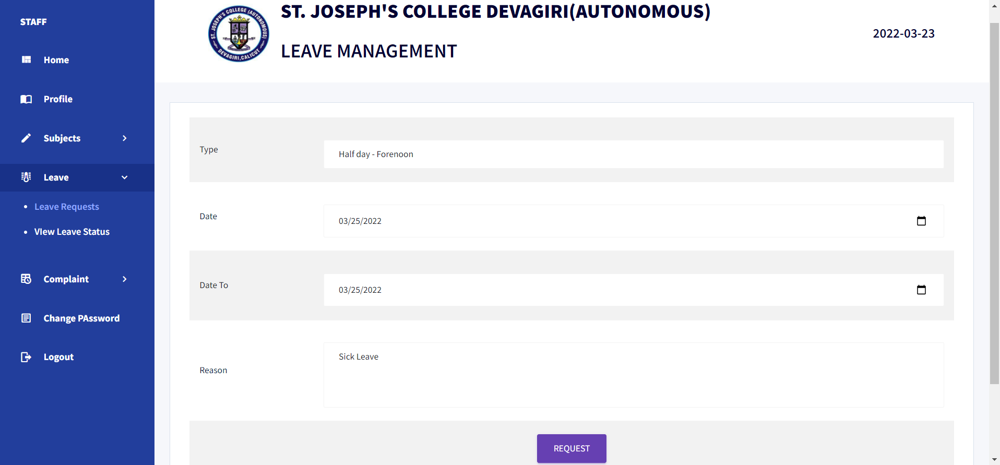 STAFF
Home
Profile
Subjects
Leave
Leave Requests
VIew Leave Status
Complaint
Change PAssword
Logout
ST. JOSEPH'S COLLEGE (AUTONOMOUS)
DEVAGIRI, CALICUT
ST. JOSEPH'S COLLEGE DEVAGIRI(AUTONOMOUS)
LEAVE MANAGEMENT
2022-03-23
Type
Half day - Forenoon
Date
03/25/2022
Date To
03/25/2022
Reason
Sick Leave
REQUEST